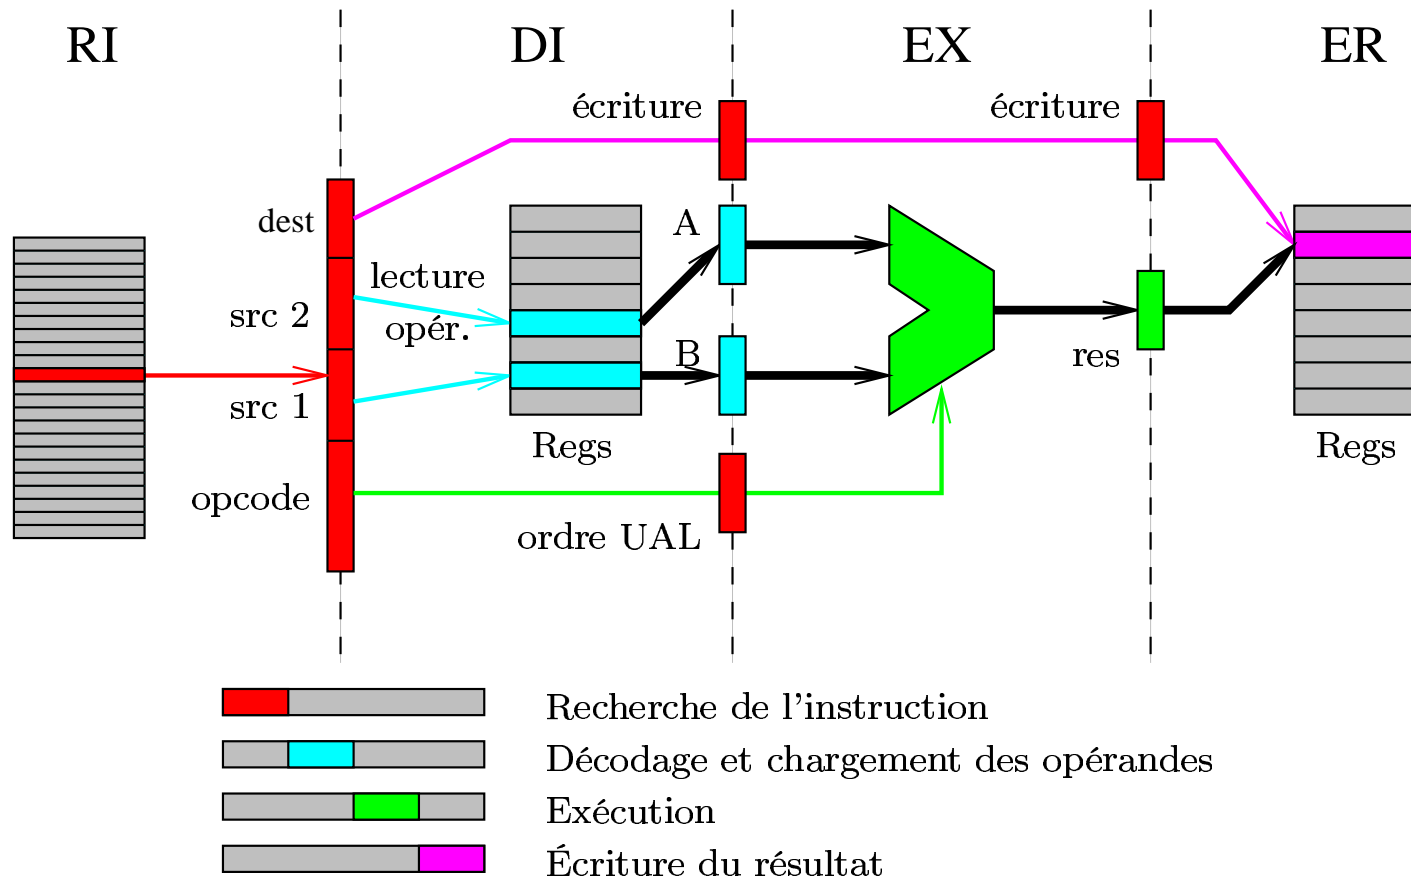 RI
DI
EX
ER
écriture
écriture
dest
A
lecture
src 2
opér.
B
res
src 1
Regs
Regs
opcode
ordre UAL
Recherche de l'instruction
Décodage et chargement des opérandes
Exécution
Écriture du résultat